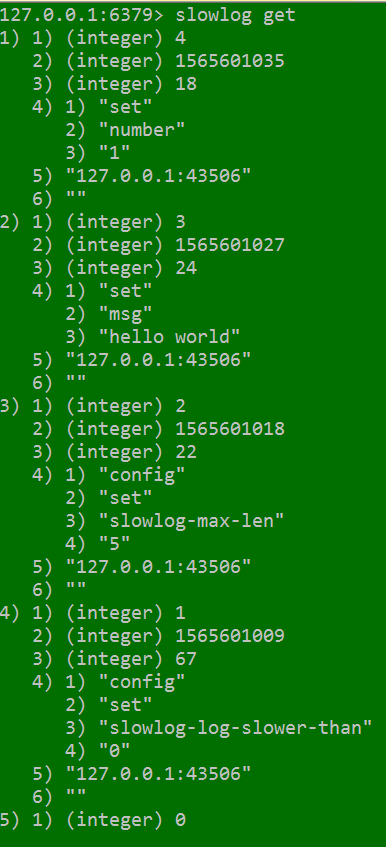 127.0.0.1:6379> slowlog get
1) 1) (integer) 4
   2) (integer) 1565601035
   3) (integer) 18
   4) 1) "set"
      2) "number"
      3) "1"
   5) "127.0.0.1:43506"
   6) ""
2) 1) (integer) 3
   2) (integer) 1565601027
   3) (integer) 24
   4) 1) "set"
      2) "msg"
      3) "hello world"
   5) "127.0.0.1:43506"
   6) ""
3) 1) (integer) 2
   2) (integer) 1565601018
   3) (integer) 22
   4) 1) "config"
      2) "set"
      3) "slowlog-max-len"
      4) "5"
   5) "127.0.0.1:43506"
   6) ""
4) 1) (integer) 1
   2) (integer) 1565601009
   3) (integer) 67
   4) 1) "config"
      2) "set"
      3) "slowlog-log-slower-than"
      4) "0"
   5) "127.0.0.1:43506"
   6) ""
5) 1) (integer) 0